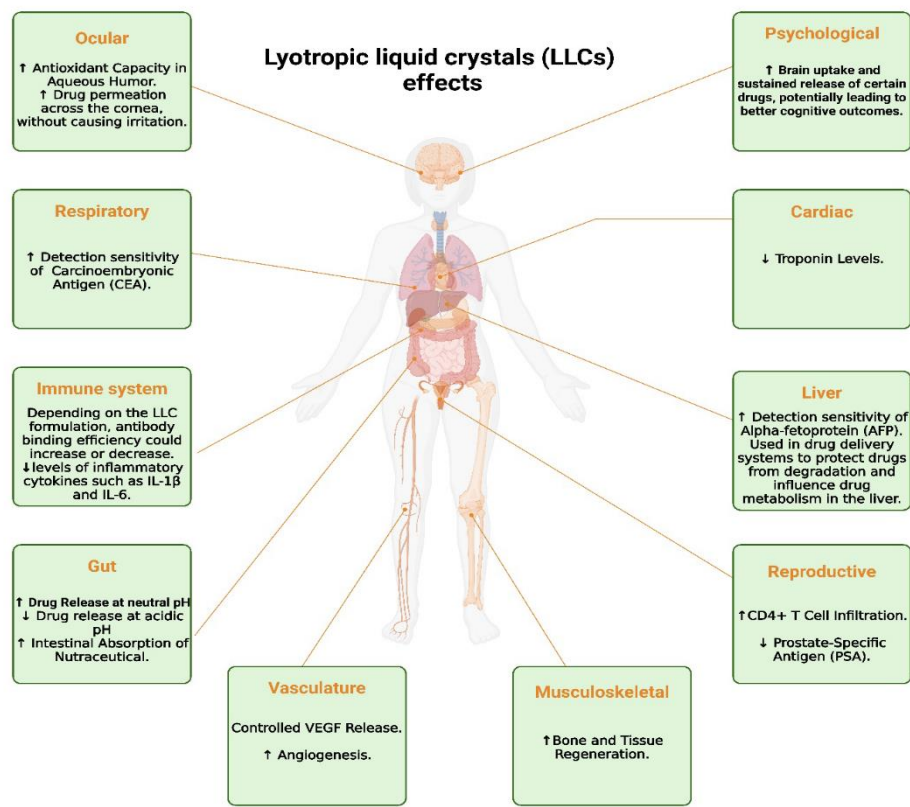 Lyotropic liquid crystals (LLCs)
effects
Ocular
↑ Antioxidant Capacity in
Aqueous Humor.
↑ Drug permeation
across the cornea,
without causing irritation.
Psychological
↑ Brain uptake and
sustained release of certain
drugs, potentially leading to
better cognitive outcomes.
Respiratory
↑ Detection sensitivity
of Carcinoembryonic
Antigen (CEA).
Cardiac
↓ Troponin Levels.
Immune system
Depending on the LLC
formulation, antibody
binding efficiency could
increase or decrease.
↓levels of inflammatory
cytokines such as IL-1β
and IL-6.
Liver
↑ Detection sensitivity of
Alpha-fetoprotein (AFP).
Used in drug delivery
systems to protect drugs
from degradation and
influence drug
metabolism in the liver.
Gut
↑ Drug Release at neutral pH
↓ Drug release at acidic
pH
↑ Intestinal Absorption of
Nutraceutical.
Reproductive
↑CD4+ T Cell Infiltration.
↓ Prostate-Specific
Antigen (PSA).
Vasculature
Controlled VEGF Release.
↑ Angiogenesis.
Musculoskeletal
↑Bone and Tissue
Regeneration.